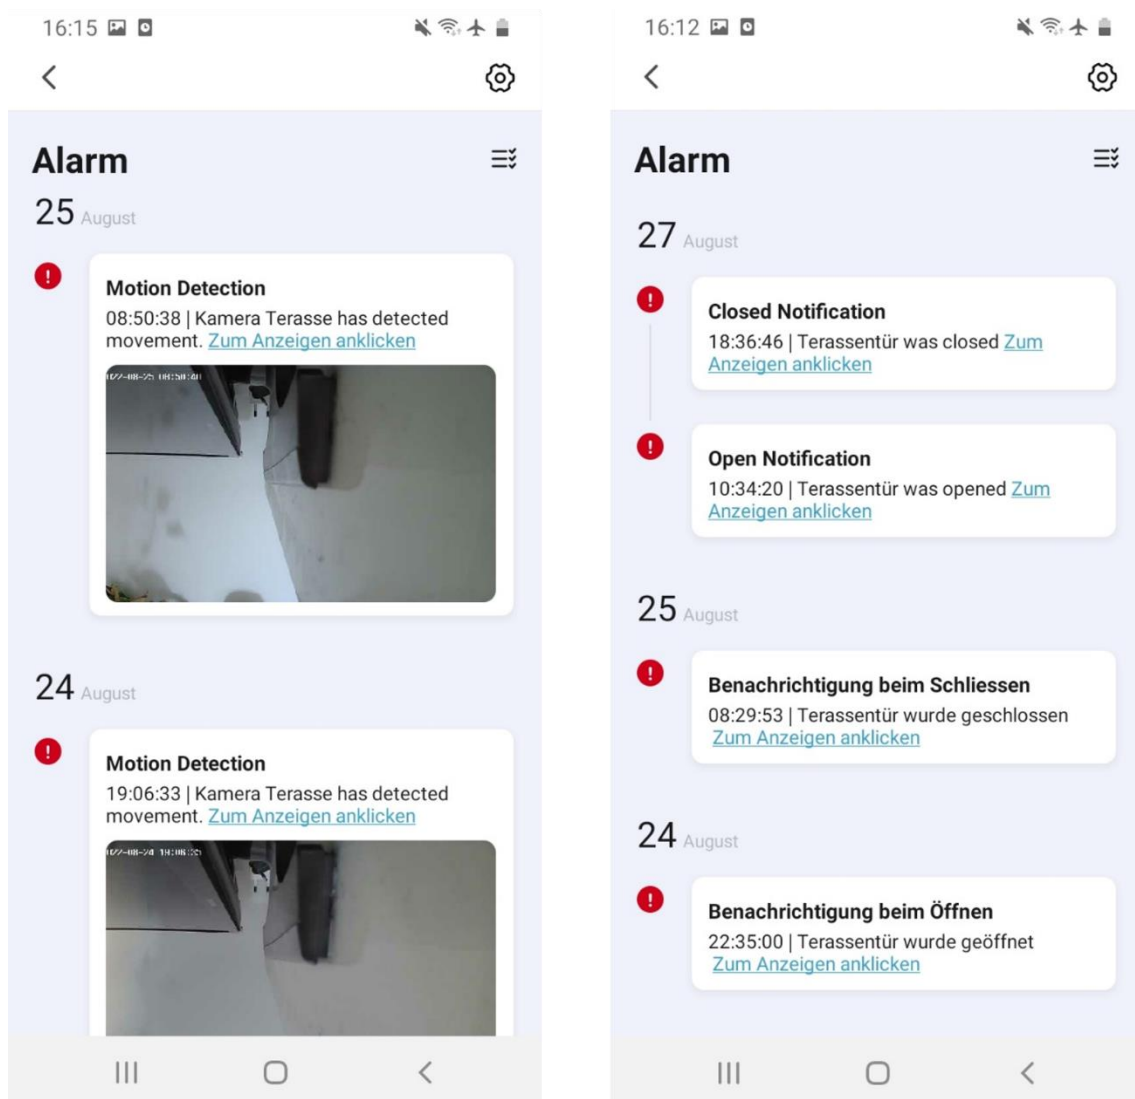 16:15
Alarm
25 August
Motion Detection
08:50:38 | Kamera Terasse has detected
movement. Zum Anzeigen anklicken
24 August
Motion Detection
19:06:33 | Kamera Terasse has detected
movement. Zum Anzeigen anklicken
16:12
Alarm
27 August
Closed Notification
18:36:46 | Terassentür was closed Zum
Anzeigen anklicken
Open Notification
10:34:20 | Terassentür was opened Zum
Anzeigen anklicken
25 August
Benachrichtigung beim Schliessen
08:29:53 | Terassentür wurde geschlossen
Zum Anzeigen anklicken
24 August
Benachrichtigung beim Öffnen
22:35:00 | Terassentür wurde geöffnet
Zum Anzeigen anklicken